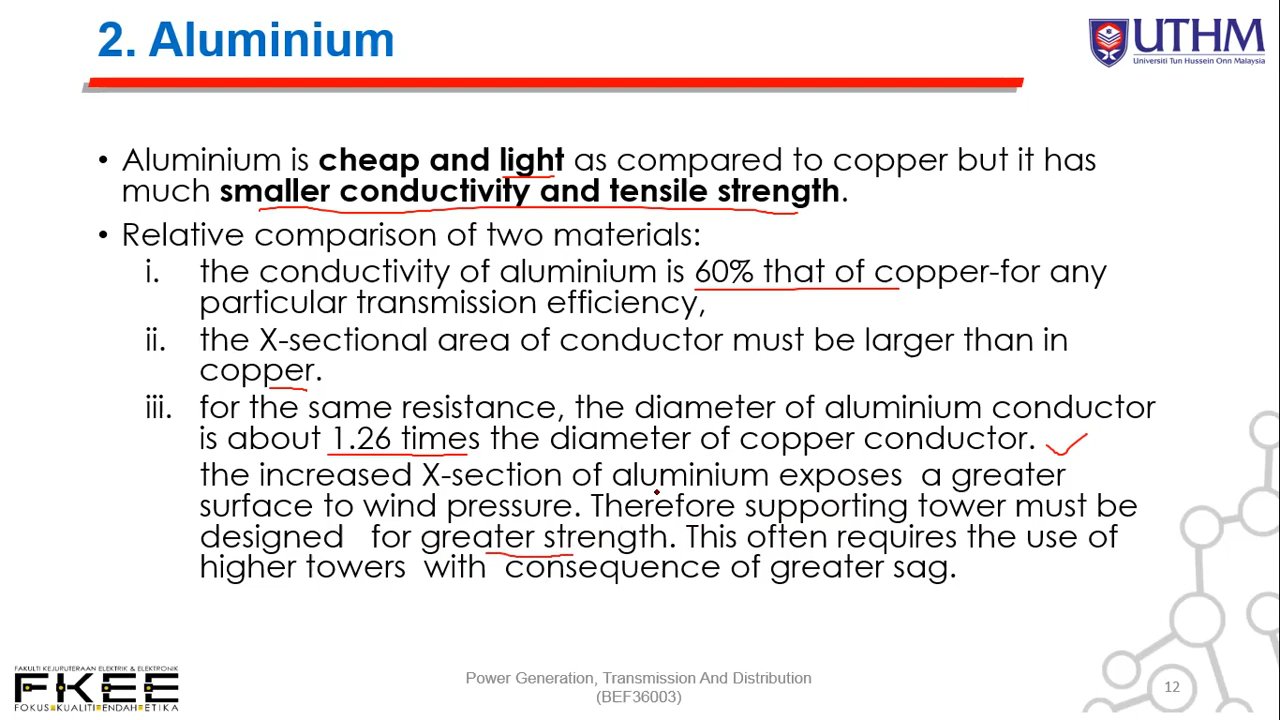 2. Aluminium
UTHM
Universiti Tun Hussein Onn Malaysia
• Aluminium is cheap and light as compared to copper but it has
much smaller conductivity and tensile strength.
• Relative comparison of two materials:
i. the conductivity of aluminium is 60% that of copper-for any
particular transmission efficiency,
ii. the X-sectional area of conductor must be larger than in
copper.
iii. for the same resistance, the diameter of aluminium conductor
is about 1.26 times the diameter of copper conductor.
the increased X-section of aluminium exposes a greater
surface to wind pressure. Therefore supporting tower must be
designed for greater strength. This often requires the use of
higher towers with consequence of greater sag.
FAKULTI KEJURUTERAAN ELEKTRIK & ELEKTRONIK
FKEE
FOKUS KUALITI ENDAH ETIKA
Power Generation, Transmission And Distribution
(BEF36003)
12